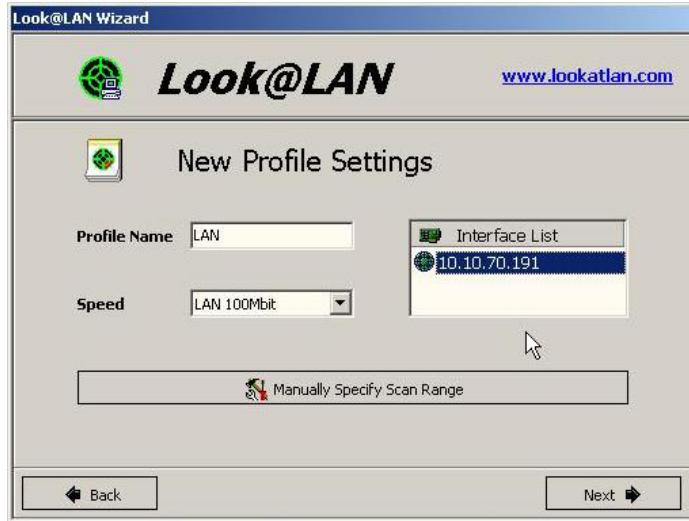 Look@LAN Wizard
Look@LAN
www.lookatlan.com
New Profile Settings
Profile Name
LAN
Interface List
10.10.70.191
Speed
LAN 100Mbit
Manually Specify Scan Range
Back
Next